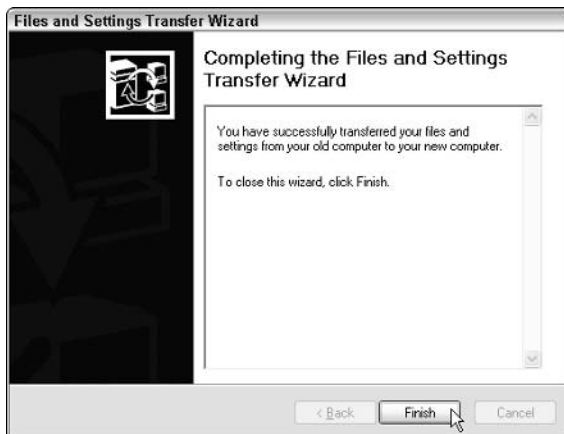 Files and Settings Transfer Wizard
Completing the Files and Settings
Transfer Wizard
You have successfully transferred your files and
settings from your old computer to your new computer.
To close this wizard, click Finish.
< Back
Finish
Cancel